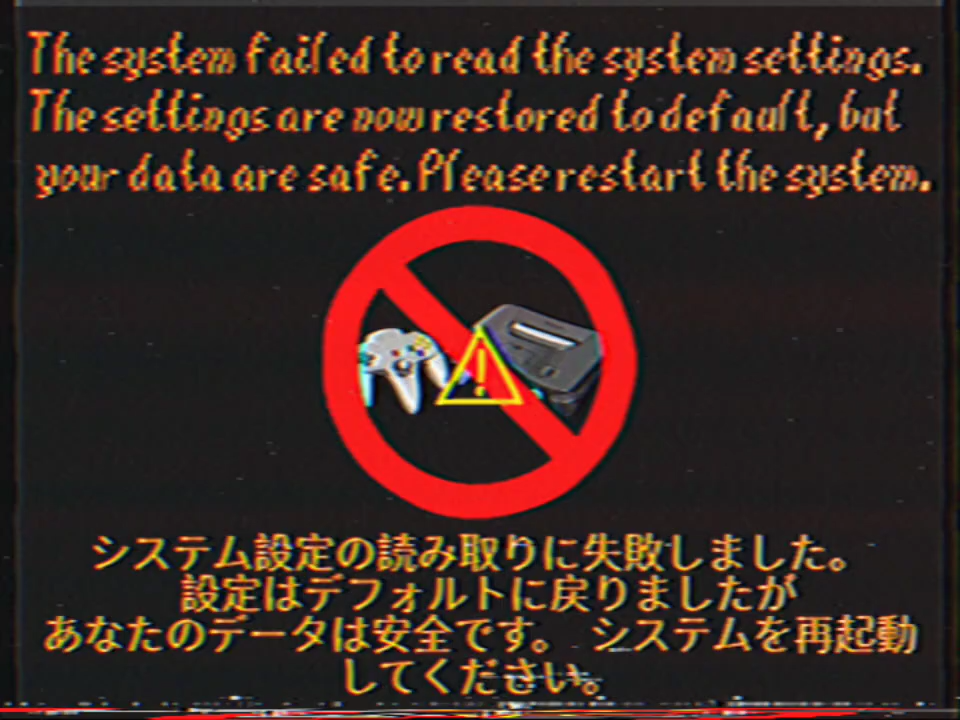 The system failed to read the system settings.
The settings are now restored to default, but
your data are safe. Please restart the system.
システム設定の読み取りに失敗しました。
設定はデフォルトに戻りましたが
あなたのデータは安全です。 システムを再起動
してください。